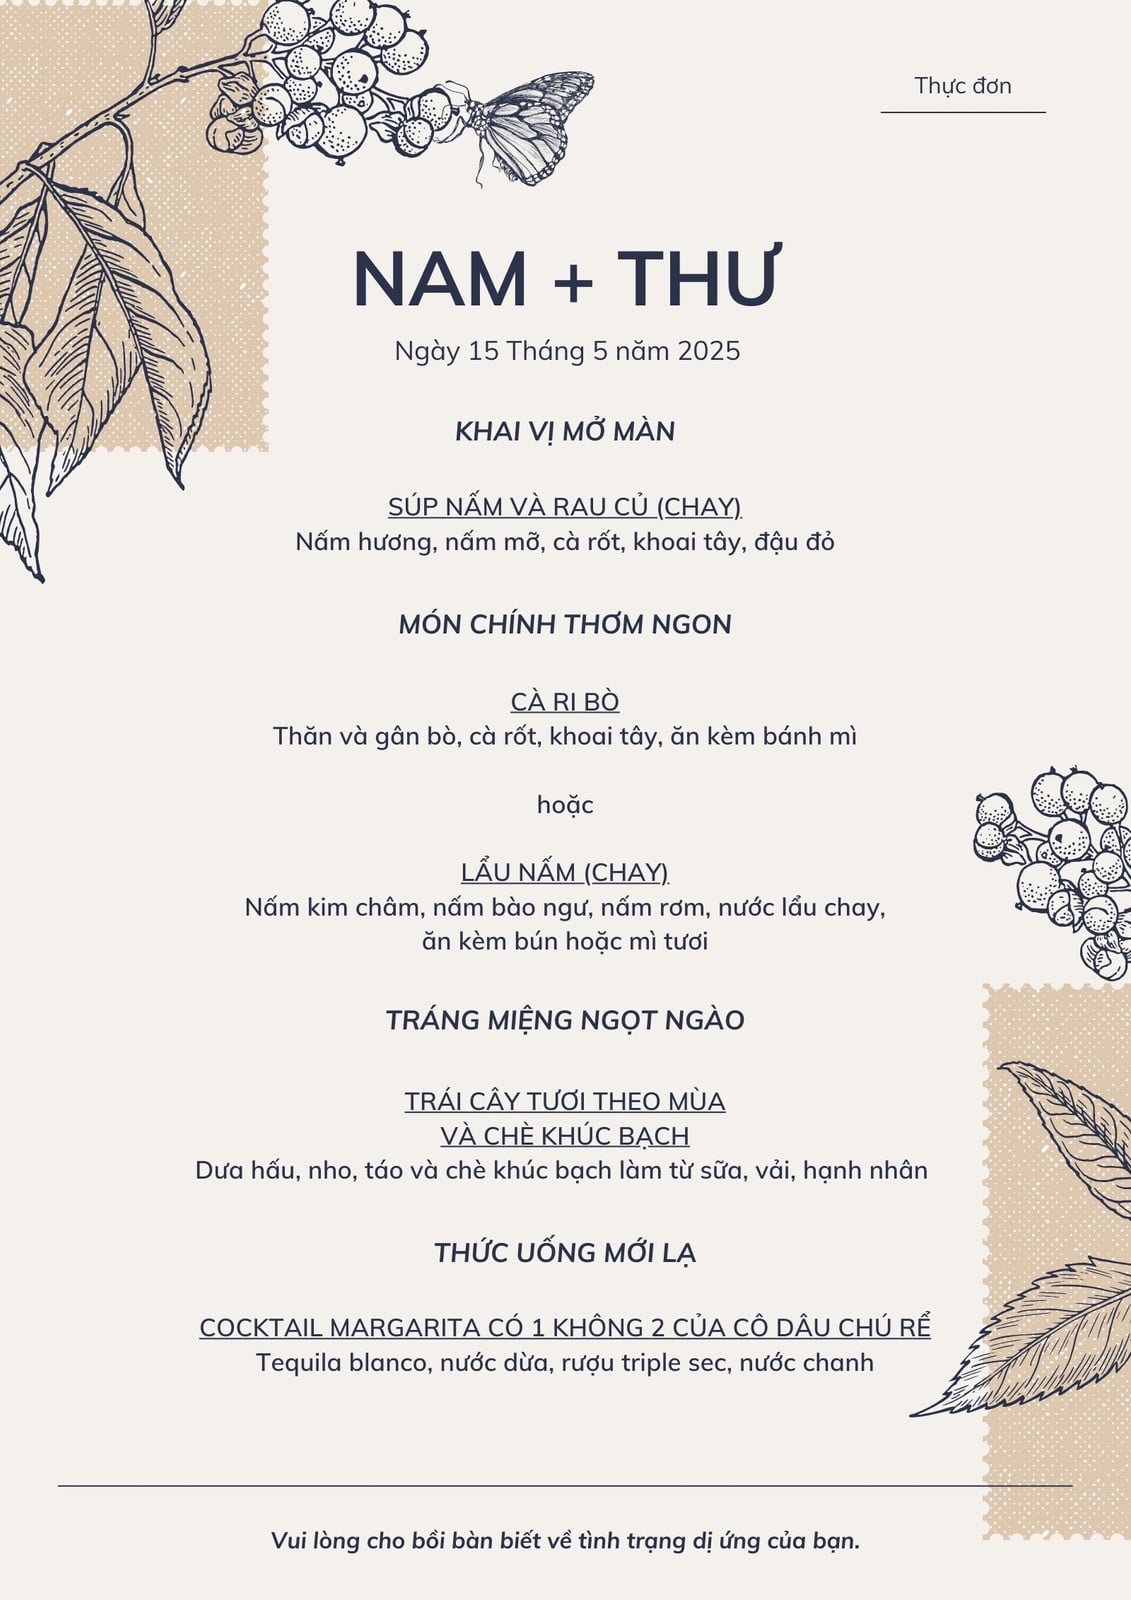 Thực đơn
NAM + THƯ
Ngày 15 Tháng 5 năm 2025
KHAI VỊ MỞ MÀN
SÚP NẤM VÀ RAU CỦ (CHAY)
Nấm hương, nấm mỡ, cà rốt, khoai tây, đậu đỏ
MÓN CHÍNH THƠM NGON
CÀ RI BÒ
Thăn và gân bò, cà rốt, khoai tây, ăn kèm bánh mì
hoặc
LẨU NẤM (CHAY)
Nấm kim châm, nấm bào ngư, nấm rơm, nước lẩu chay,
ăn kèm bún hoặc mì tươi
TRÁNG MIỆNG NGỌT NGÀO
TRÁI CÂY TƯƠI THEO MÙA
VÀ CHÈ KHÚC BẠCH
Dưa hấu, nho, táo và chè khúc bạch làm từ sữa, vải, hạnh nhân
THỨC UỐNG MỚI LẠ
COCKTAIL MARGARITA CÓ 1 KHÔNG 2 CỦA CÔ DÂU CHÚ RỂ
Tequila blanco, nước dừa, rượu triple sec, nước chanh
Vui lòng cho bồi bàn biết về tình trạng dị ứng của bạn.